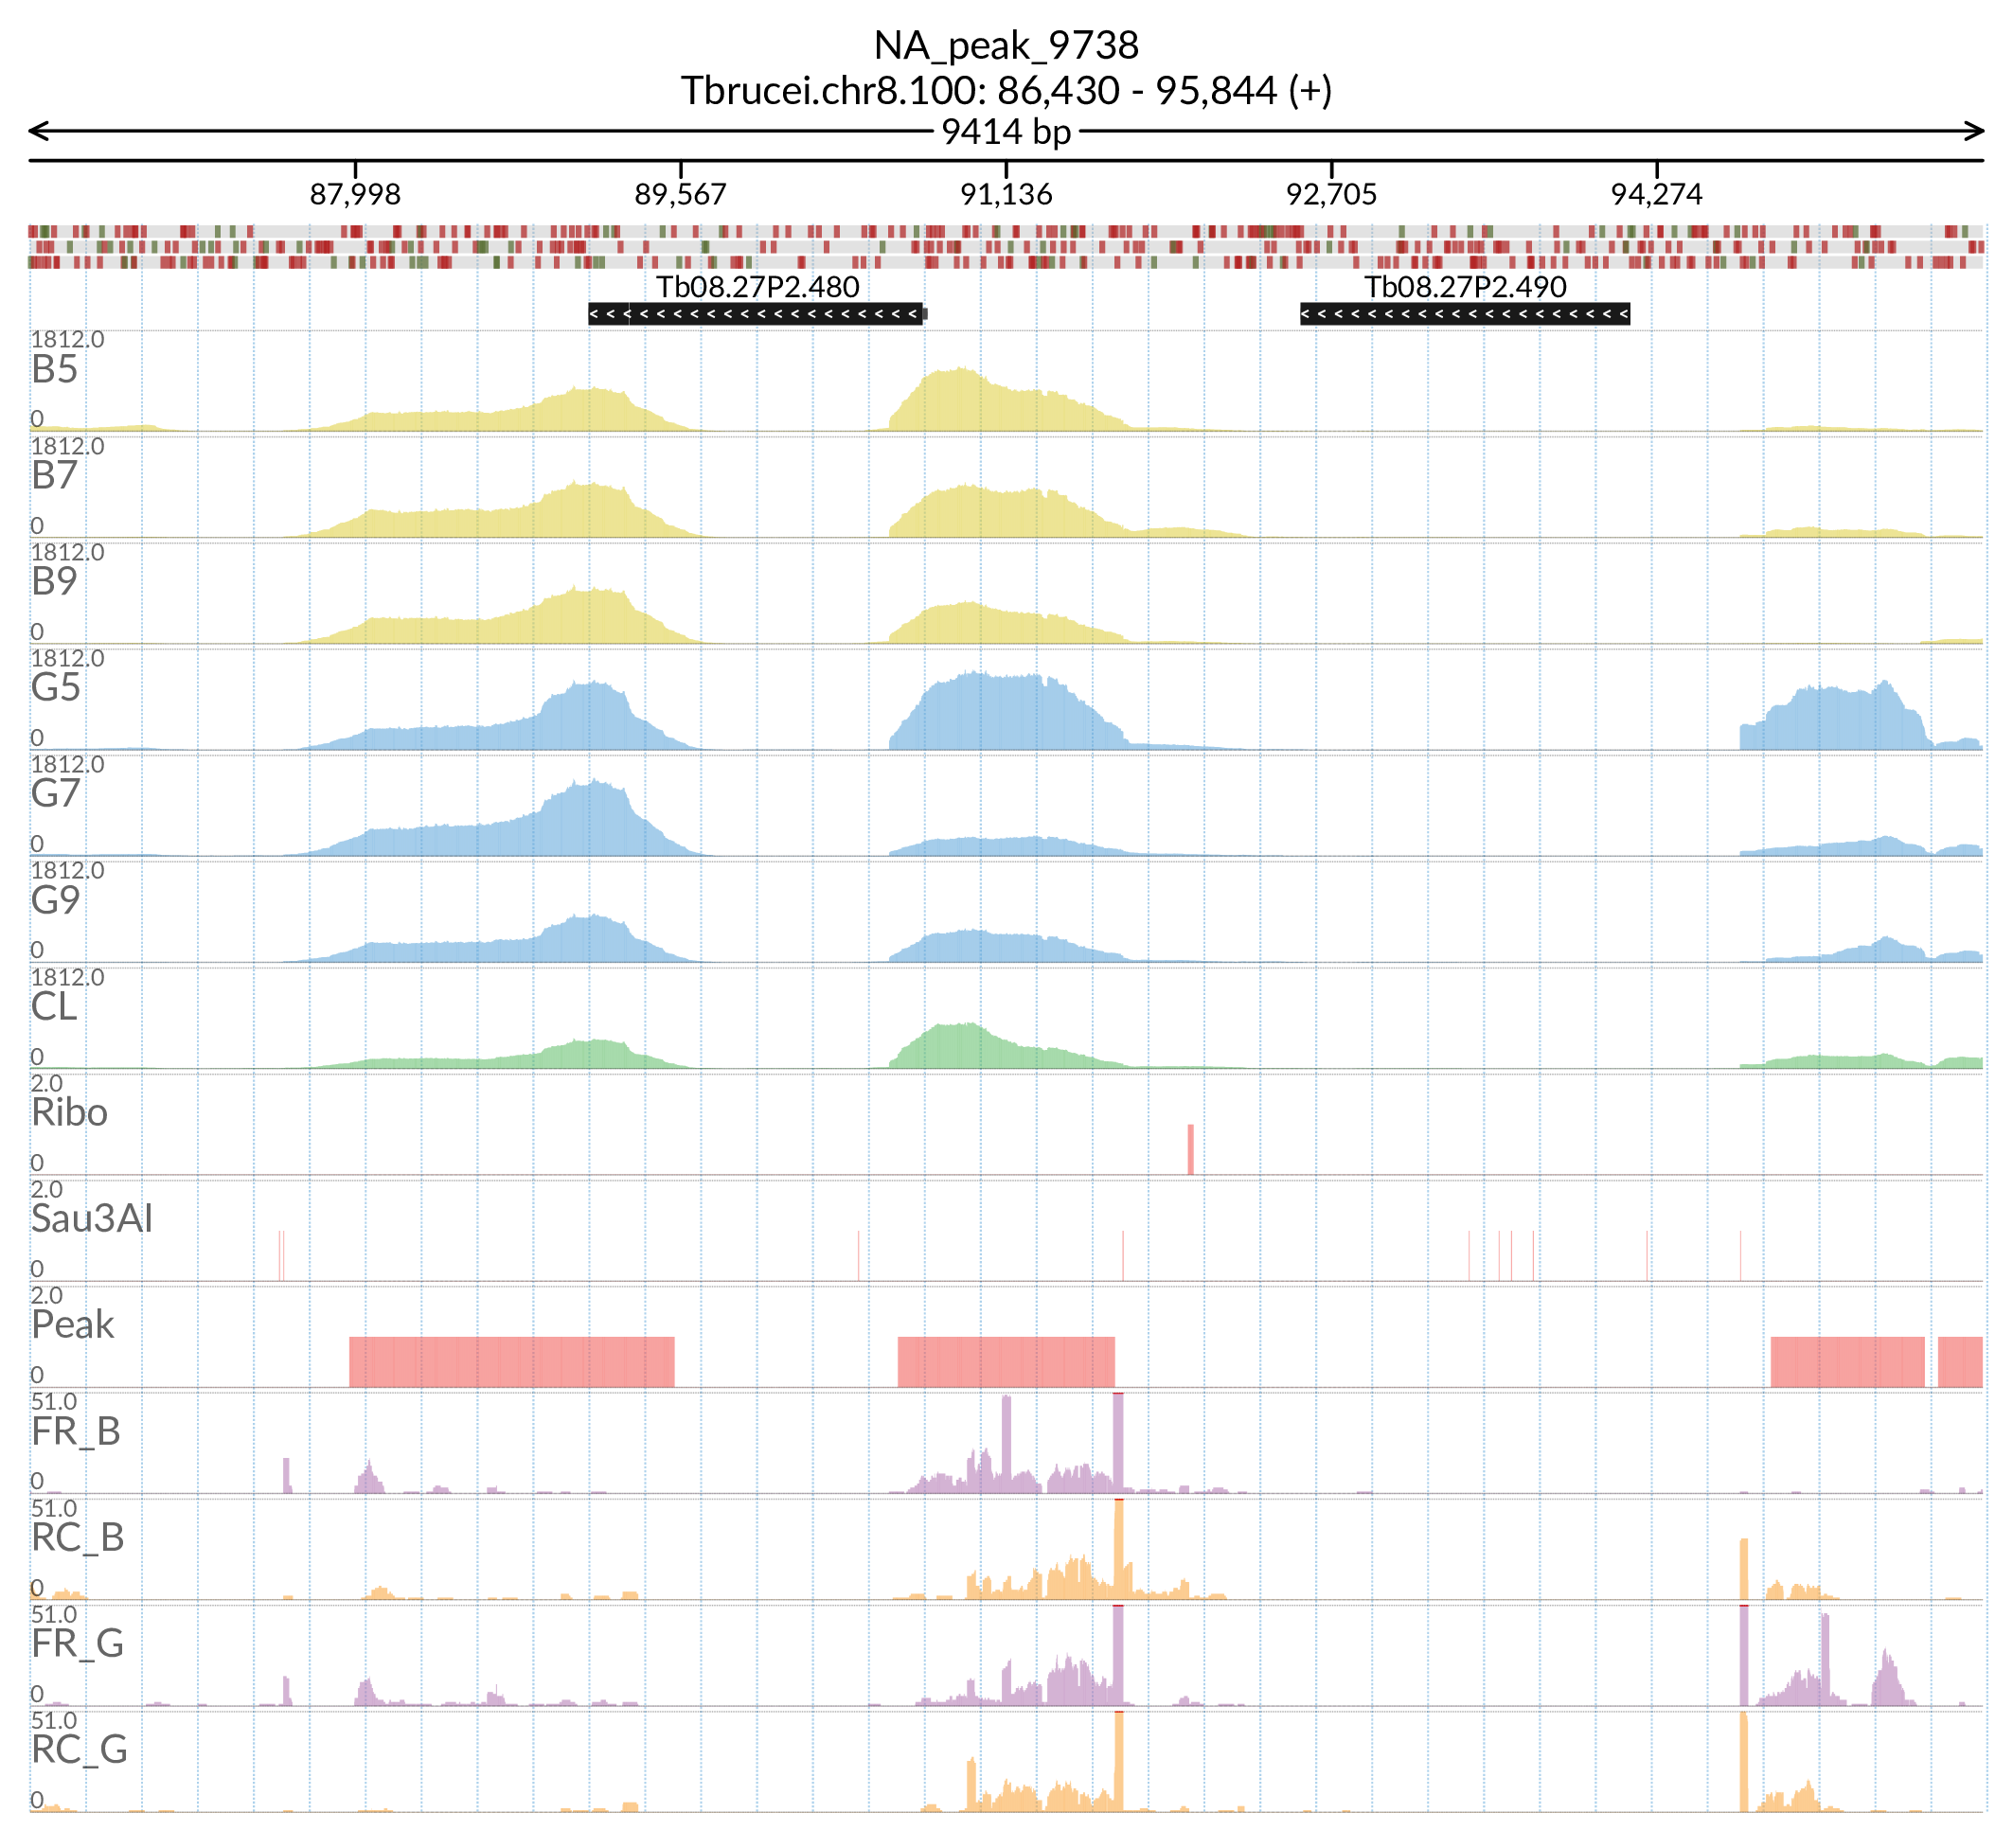 NA_peak_9738
Tbrucei.chr8.100: 86,430 - 95,844 (+)
9414 bp
87,998 89,567 91,136 92,705 94,274
Tb08.27P2.480 Tb08.27P2.490
1812.0
B5
0
1812.0
B7
0
1812.0
B9
0
1812.0
G5
0
1812.0
G7
0
1812.0
G9
0
1812.0
CL
0
2.0
Ribo
0
2.0
Sau3AI
0
2.0
Peak
0
51.0
FR_B
0
51.0
RC_B
0
51.0
FR_G
0
51.0
RC_G
0